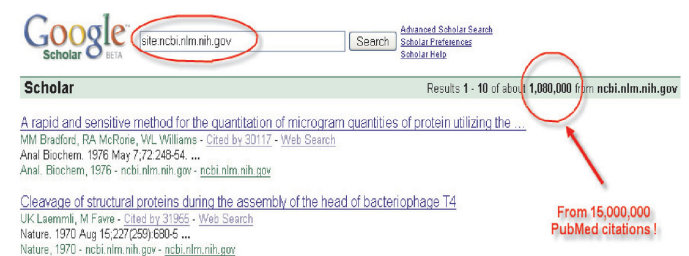 Google
Scholar BETA
site:ncbi.nlm.nih.gov
Search
Advanced Scholar Search
Scholar Preferences
Scholar Help
Scholar
Results 1 - 10 of about 1,080,000 from ncbi.nlm.nih.gov
A rapid and sensitive method for the quantitation of microgram quantities of protein utilizing the ...
MM Bradford, RA McRorie, WL Williams - Cited by 30117 - Web Search
Anal Biochem. 1976 May 7;72:248-54. ...
Anal. Biochem, 1976 - ncbi.nlm.nih.gov - ncbi.nlm.nih.gov
Cleavage of structural proteins during the assembly of the head of bacteriophage T4
UK Laemmli, M Favre - Cited by 31965 - Web Search
Nature. 1970 Aug 15;227(259):680-5 ...
Nature, 1970 - ncbi.nlm.nih.gov - ncbi.nlm.nih.gov
From 15,000,000
PubMed citations !